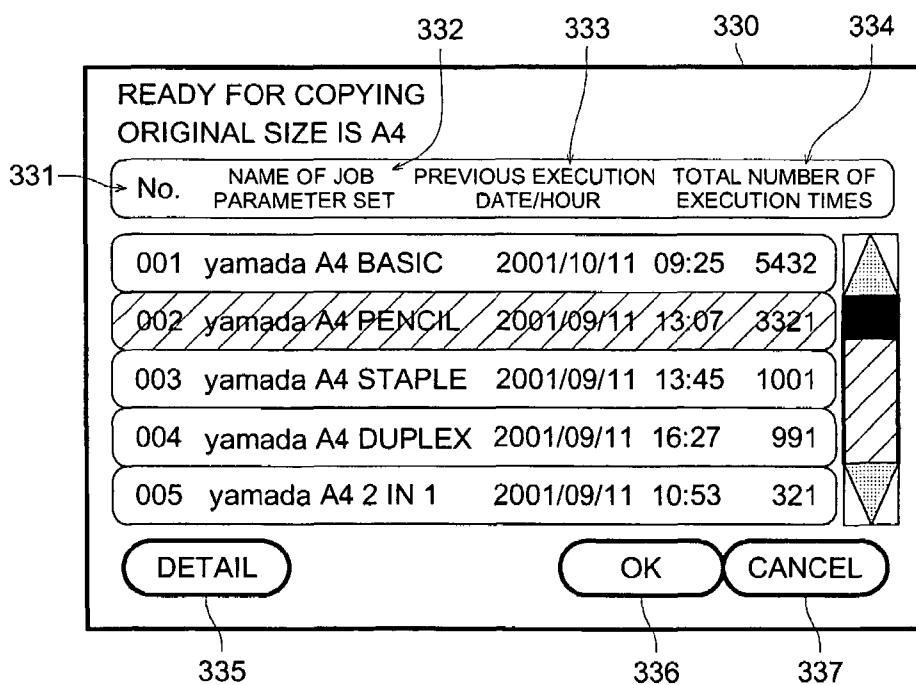 332 333 330 334
READY FOR COPYING
ORIGINAL SIZE IS A4
331
No. NAME OF JOB PARAMETER SET PREVIOUS EXECUTION DATE/HOUR TOTAL NUMBER OF EXECUTION TIMES
001 yamada A4 BASIC 2001/10/11 09:25 5432
002 yamada A4 PENCIL 2001/09/11 13:07 3321
003 yamada A4 STAPLE 2001/09/11 13:45 1001
004 yamada A4 DUPLEX 2001/09/11 16:27 991
005 yamada A4 2 IN 1 2001/09/11 10:53 321
DETAIL OK CANCEL
335 336 337